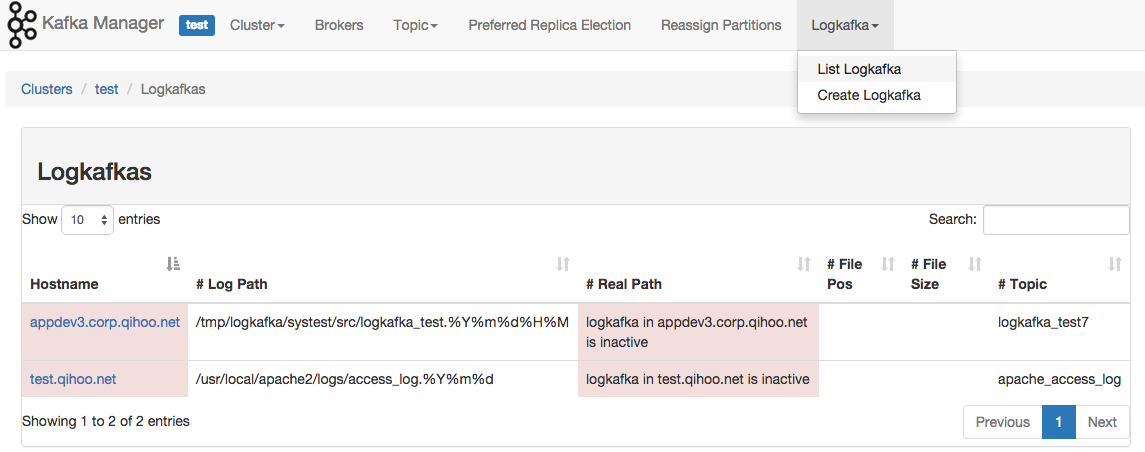 Kafka Manager test Cluster Brokers Topic Preferred Replica Election Reassign Partitions Logkafka
List Logkafka
Create Logkafka
Clusters / test / Logkafkas
Logkafkas
Show 10 entries Search:
Hostname # Log Path # Real Path # File Pos # File Size # Topic
appdev3.corp.qihoo.net /tmp/logkafka/systest/src/logkafka_test.%Y%m%d%H%M logkafka in appdev3.corp.qihoo.net logkafka_test7
is inactive
test.qihoo.net /usr/local/apache2/logs/access_log.%Y%m%d logkafka in test.qihoo.net is inactive apache_access_log
Showing 1 to 2 of 2 entries Previous 1 Next